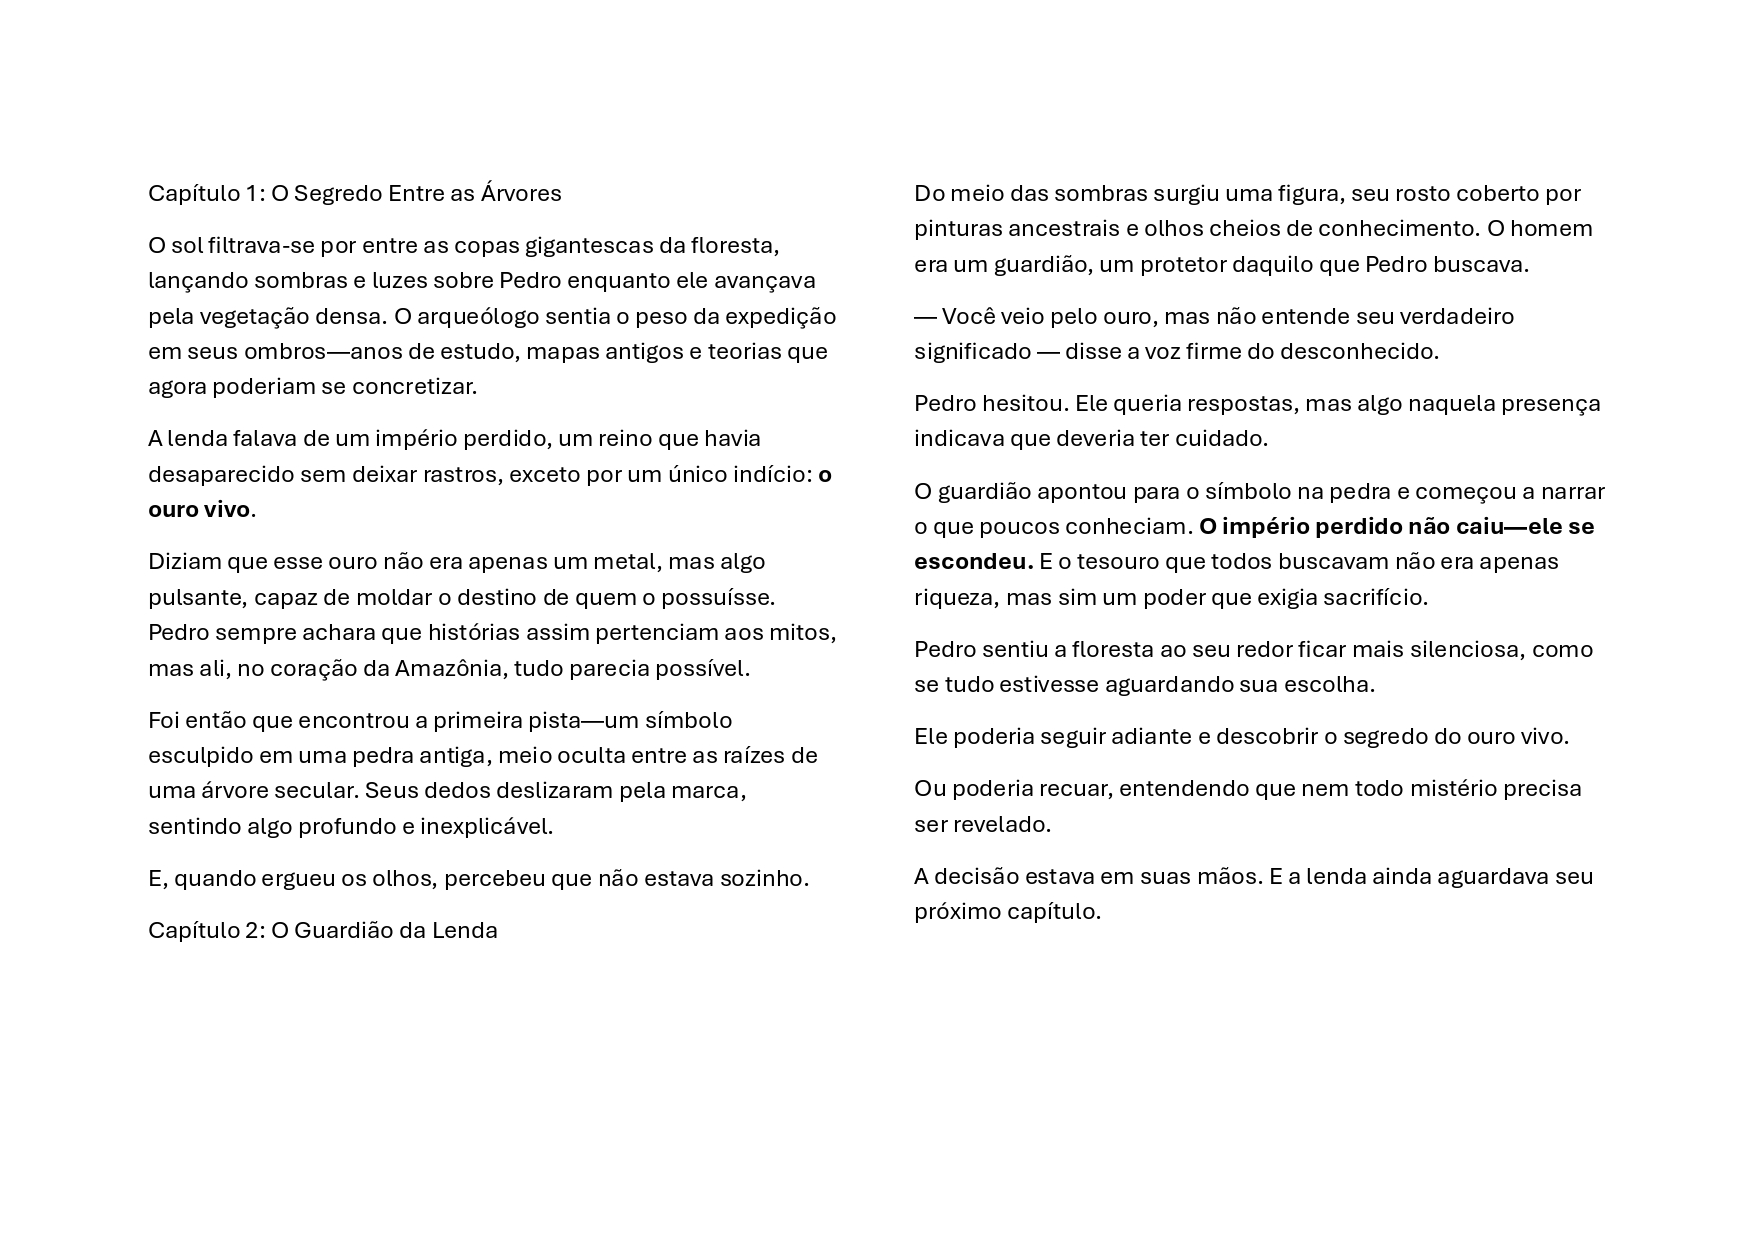 Capítulo 1: O Segredo Entre as Árvores
O sol filtrava-se por entre as copas gigantescas da floresta,
lançando sombras e luzes sobre Pedro enquanto ele avançava
pela vegetação densa. O arqueólogo sentia o peso da expedição
em seus ombros—anos de estudo, mapas antigos e teorias que
agora poderiam se concretizar.
A lenda falava de um império perdido, um reino que havia
desaparecido sem deixar rastros, exceto por um único indício: o
ouro vivo.
Diziam que esse ouro não era apenas um metal, mas algo
pulsante, capaz de moldar o destino de quem o possuísse.
Pedro sempre achara que histórias assim pertenciam aos mitos,
mas ali, no coração da Amazônia, tudo parecia possível.
Foi então que encontrou a primeira pista—um símbolo
esculpido em uma pedra antiga, meio oculta entre as raízes de
uma árvore secular. Seus dedos deslizaram pela marca,
sentindo algo profundo e inexplicável.
E, quando ergueu os olhos, percebeu que não estava sozinho.
Capítulo 2: O Guardião da Lenda
Do meio das sombras surgiu uma figura, seu rosto coberto por
pinturas ancestrais e olhos cheios de conhecimento. O homem
era um guardião, um protetor daquilo que Pedro buscava.
— Você veio pelo ouro, mas não entende seu verdadeiro
significado — disse a voz firme do desconhecido.
Pedro hesitou. Ele queria respostas, mas algo naquela presença
indicava que deveria ter cuidado.
O guardião apontou para o símbolo na pedra e começou a narrar
o que poucos conheciam. O império perdido não caiu—ele se
escondeu. E o tesouro que todos buscavam não era apenas
riqueza, mas sim um poder que exigia sacrifício.
Pedro sentiu a floresta ao seu redor ficar mais silenciosa, como
se tudo estivesse aguardando sua escolha.
Ele poderia seguir adiante e descobrir o segredo do ouro vivo.
Ou poderia recuar, entendendo que nem todo mistério precisa
ser revelado.
A decisão estava em suas mãos. E a lenda ainda aguardava seu
próximo capítulo.